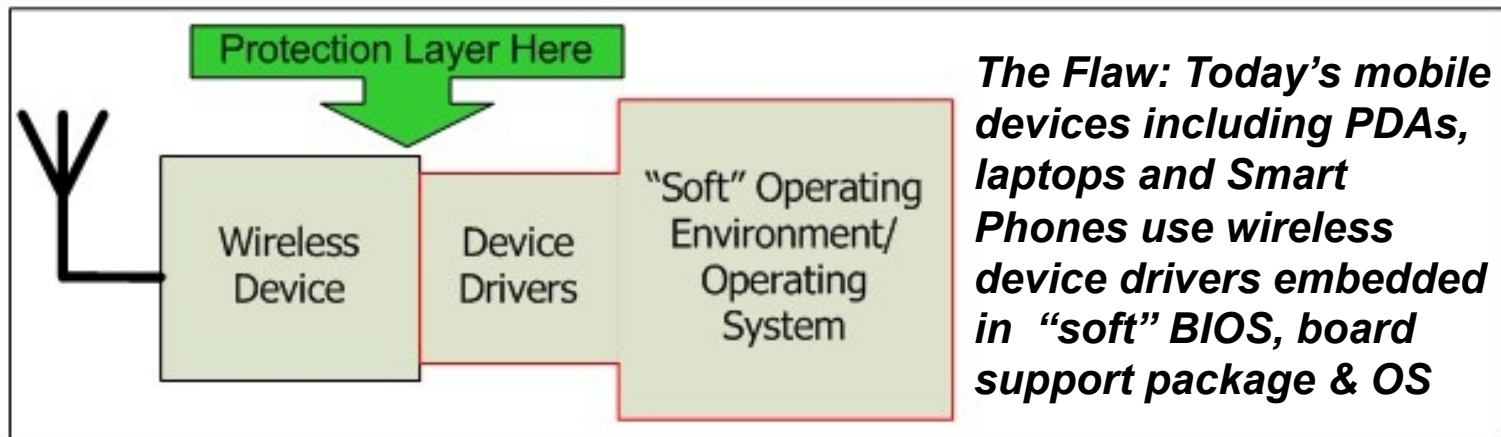 Protection Layer Here
Wireless
Device
Device
Drivers
“Soft” Operating
Environment/
Operating
System
The Flaw: Today’s mobile
devices including PDAs,
laptops and Smart
Phones use wireless
device drivers embedded
in “soft” BIOS, board
support package & OS